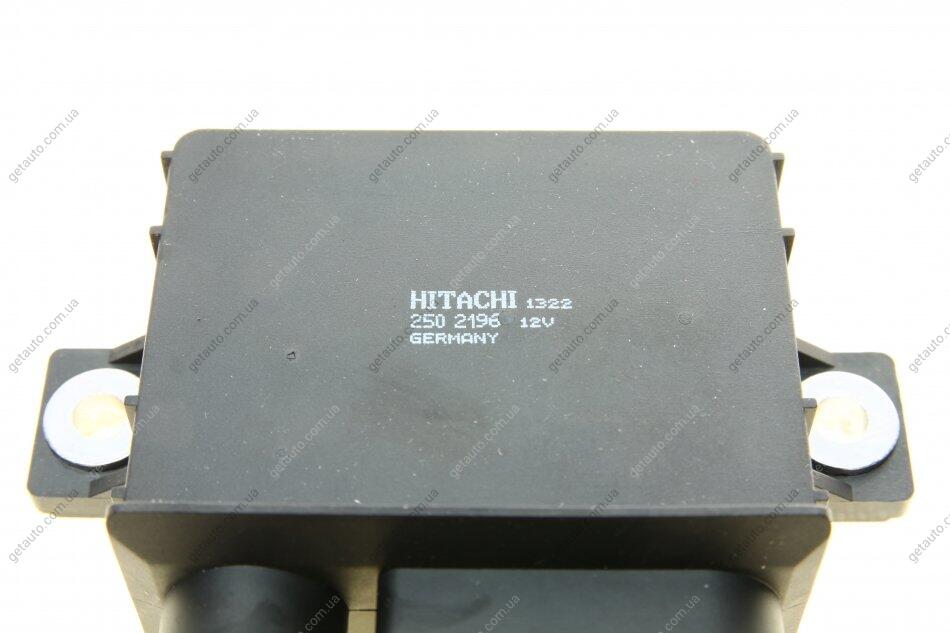 HITACHI 1322
250 2196 12V
GERMANY
getauto.com.ua